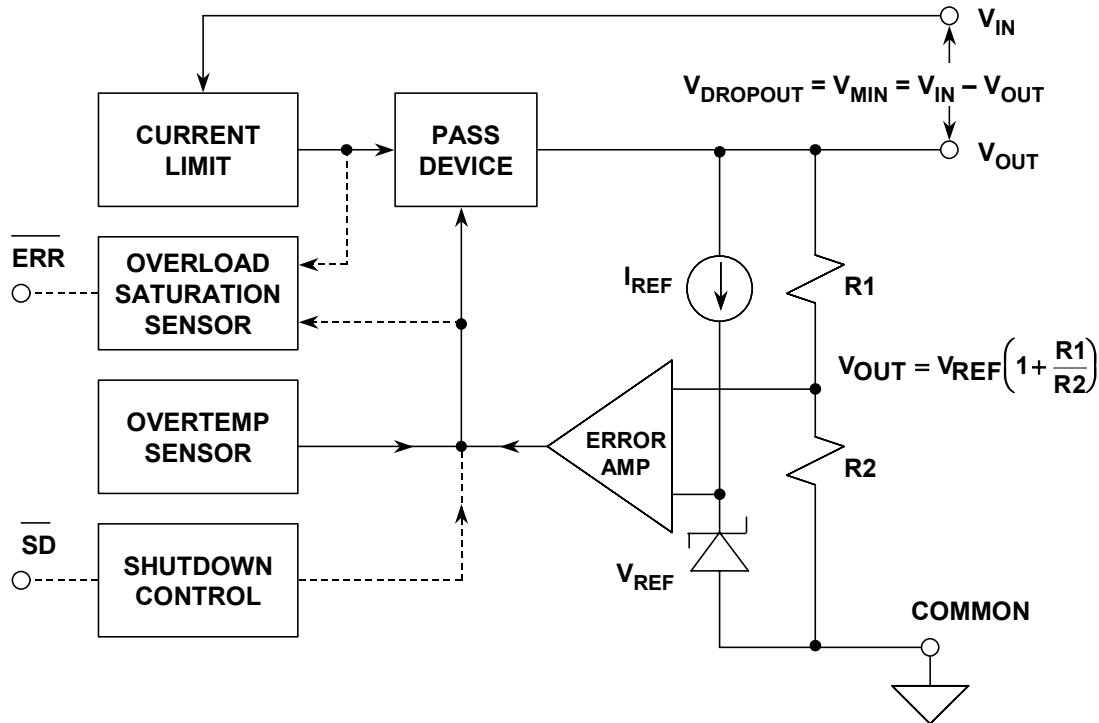 V_IN
V_DROPOUT = V_MIN = V_IN – V_OUT
CURRENT
LIMIT
PASS
DEVICE
V_OUT
ERR
OVERLOAD
SATURATION
SENSOR
I_REF
R1
V_OUT = V_REF(1 + R1/R2)
OVERTEMP
SENSOR
ERROR
AMP
R2
SD
SHUTDOWN
CONTROL
V_REF
COMMON